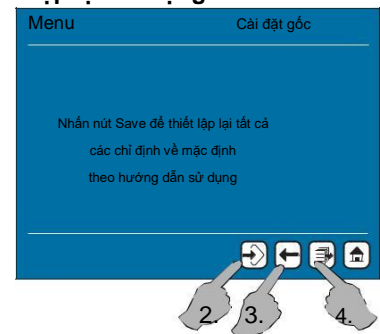 Menu Cài đặt gốc
Nhấn nút Save để thiết lập lại tất cả
các chỉ định về mặc định
theo hướng dẫn sử dụng
2. 3. 4.